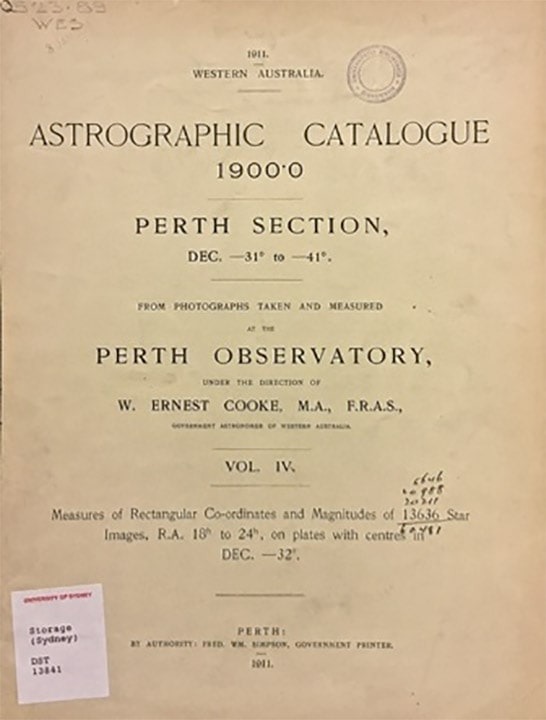 Q523.89
WES
1911.
WESTERN AUSTRALIA.
ASTROGRAPHIC CATALOGUE
1900·0
PERTH SECTION,
DEC. —31° to —41°.
FROM PHOTOGRAPHS TAKEN AND MEASURED
AT THE
PERTH OBSERVATORY,
UNDER THE DIRECTION OF
W. ERNEST COOKE, M.A., F.R.A.S.,
GOVERNMENT ASTRONOMER OF WESTERN AUSTRALIA.
VOL. IV.
Measures of Rectangular Co-ordinates and Magnitudes of 13636 Star
Images, R.A. 18h to 24h, on plates with centres in
DEC. —32°.
UNIVERSITY OF SYDNEY
Storage
(Sydney)
DST
13841
PERTH:
BY AUTHORITY: FRED. WM. SIMPSON, GOVERNMENT PRINTER.
1911.